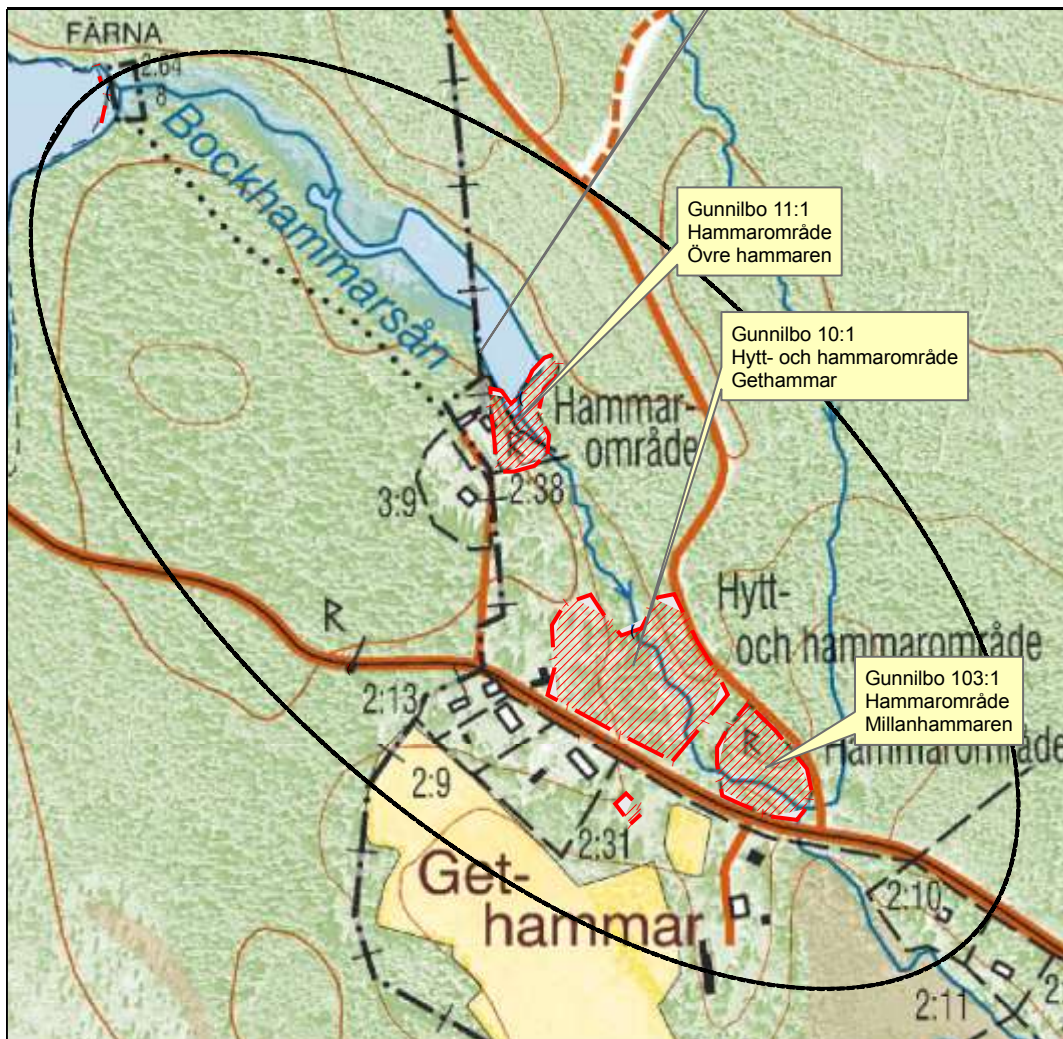 FÄRNA
2:64
8
Bockhammarsån
Gunnilbo 11:1
Hammarområde
Övre hammaren
Gunnilbo 10:1
Hytt- och hammarområde
Gethammar
Hammar-
område
R
2:38
3:9
Hytt-
och hammarområde
R
Gunnilbo 103:1
Hammarområde
Millanhammaren
2:13
R
Hammarområde
2:9
2:31
Get-
hammar
2:10
2:11
2